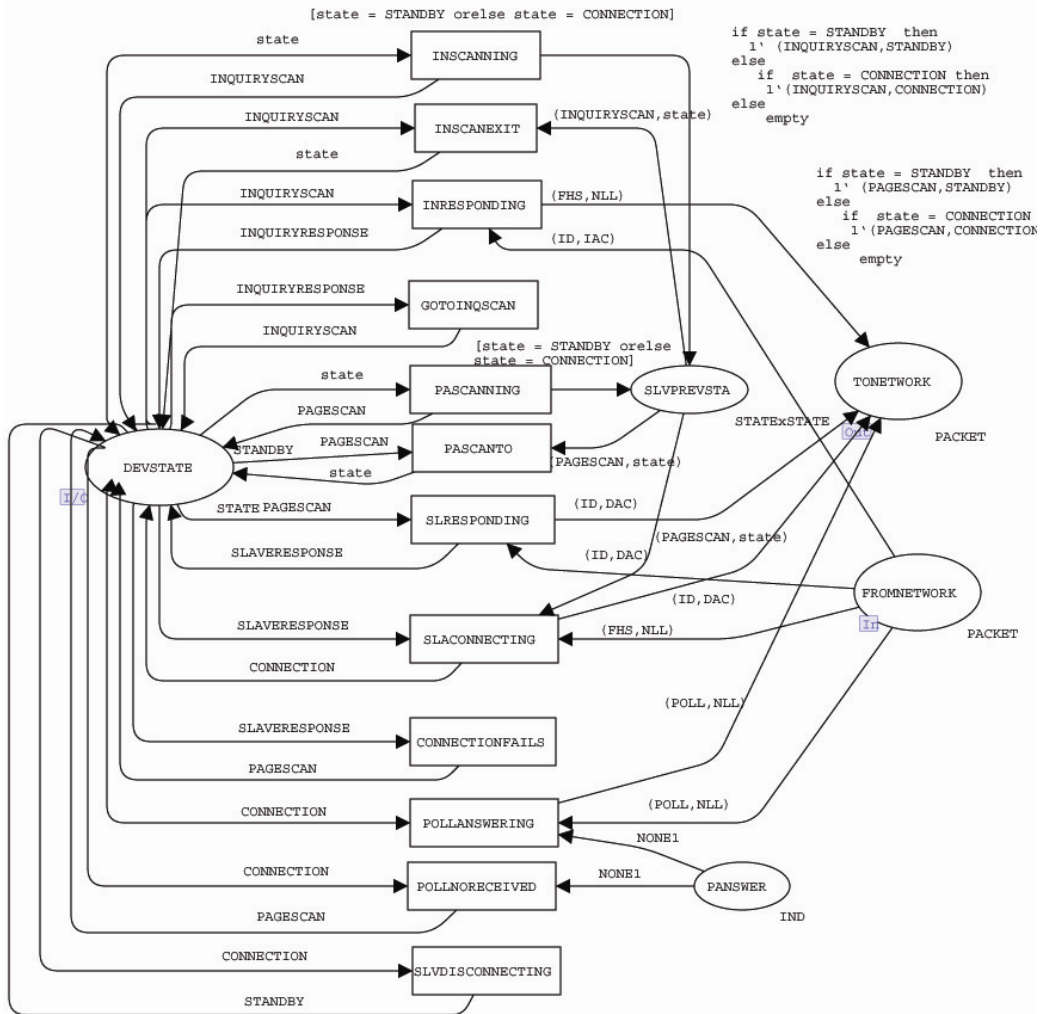 [state = STANDBY orelse state = CONNECTION]
state
INSCANNING
if state = STANDBY then
1` (INQUIRYSCAN,STANDBY)
else
if state = CONNECTION then
1`(INQUIRYSCAN,CONNECTION)
else
empty
INQUIRYSCAN
INQUIRYSCAN
INSCANEXIT
(INQUIRYSCAN,state)
state
if state = STANDBY then
1` (PAGESCAN,STANDBY)
else
if state = CONNECTION
1`(PAGESCAN,CONNECTION
else
empty
INQUIRYSCAN
INRESPONDING
(FHS,NLL)
INQUIRYRESPONSE
(ID,IAC)
INQUIRYRESPONSE
GOTOINQSCAN
INQUIRYSCAN
[state = STANDBY orelse
state = CONNECTION]
state
PASCANNING
SLVPREVSTA
TONETWORK
PAGESCAN
STATExSTATE
Out
PACKET
STANDBY
PAGESCAN
PASCANTO
(PAGESCAN,state)
DEVSTATE
state
I/O
STATE
PAGESCAN
SLRESPONDING
(ID,DAC)
(PAGESCAN,state)
SLAVERESPONSE
(ID,DAC)
FROMNETWORK
(ID,DAC)
In
PACKET
SLAVERESPONSE
SLACONNECTING
(FHS,NLL)
CONNECTION
(POLL,NLL)
SLAVERESPONSE
CONNECTIONFAILS
PAGESCAN
CONNECTION
POLLANSWERING
(POLL,NLL)
NONE1
CONNECTION
POLLNORECEIVED
NONE1
PANSWER
IND
PAGESCAN
CONNECTION
SLVDISCONNECTING
STANDBY